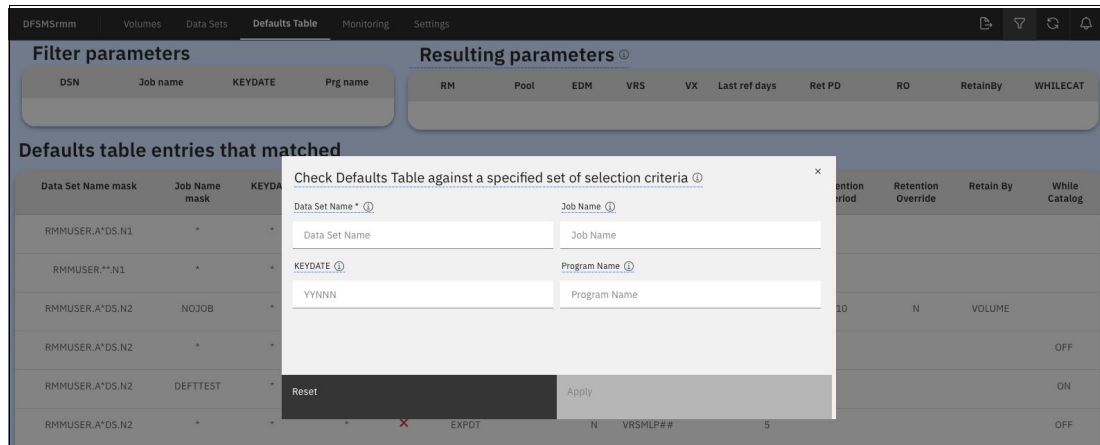 DFSMSrmm Volumes Data Sets Defaults Table Monitoring Settings
Filter parameters Resulting parameters
DSN Job name KEYDATE Prg name RM Pool EDM VRS VX Last ref days Ret PD RO RetainBy WHILECAT
Defaults table entries that matched
Check Defaults Table against a specified set of selection criteria ×
Data Set Name mask Job Name mask KEYDA ention eriod Retention Override Retain By While Catalog
Data Set Name * Job Name
Data Set Name Job Name
RMMUSER.A*DS.N1 * *
KEYDATE Program Name
RMMUSER.**.N1 * *
YYNNN Program Name
RMMUSER.A*DS.N2 NOJOB * 10 N VOLUME
RMMUSER.A*DS.N2 * * OFF
RMMUSER.A*DS.N2 DEFTTEST * ON
Reset Apply
RMMUSER.A*DS.N2 * * * × EXPDT N VRSMLP## 5 OFF